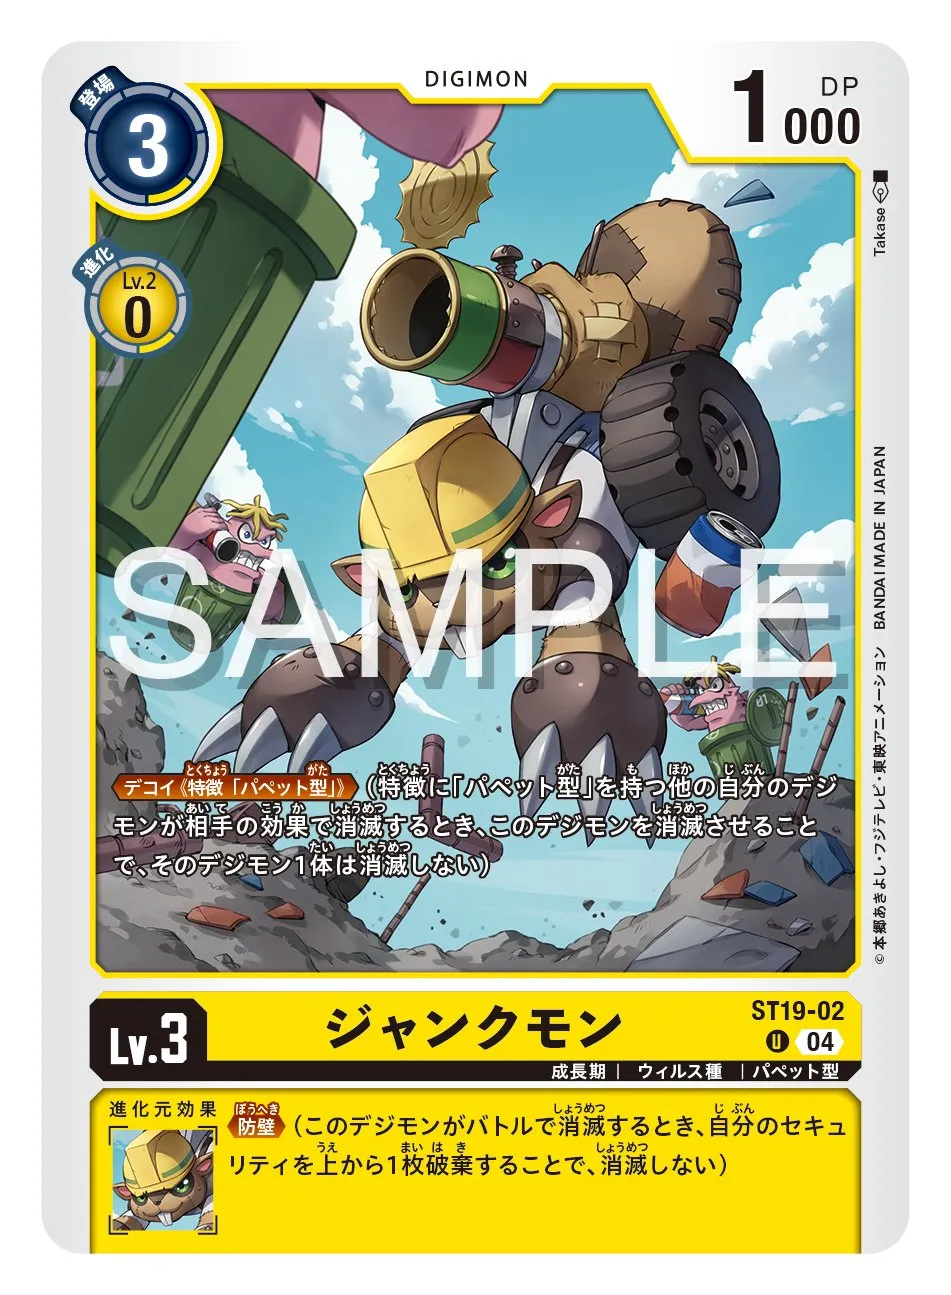 DIGIMON
登場
3
1000
DP
進化
Lv.2
0
Takase
SAMPLE
BANDAI MADE IN JAPAN
©本郷あきよし・フジテレビ・東映アニメーション
デコイ《特徴「パペット型」》（特徴に「パペット型」を持つ他の自分のデジ
モンが相手の効果で消滅するとき、このデジモンを消滅させること
で、そのデジモン1体は消滅しない）
Lv.3
ジャンクモン
ST19-02
U 04
成長期 | ウィルス種 | パペット型
進化元効果
防壁（このデジモンがバトルで消滅するとき、自分のセキュ
リティを上から1枚破棄することで、消滅しない）